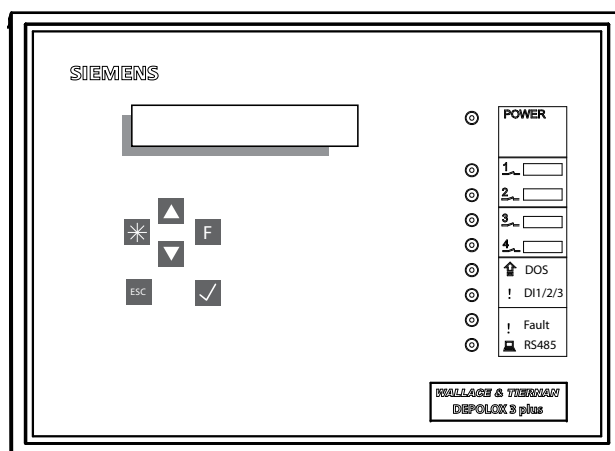 SIEMENS
POWER
1
2
3
4
DOS
! DI1/2/3
! Fault
RS485
F
ESC
WALLACE & TIERNAN
DEPOLOX 3 plus